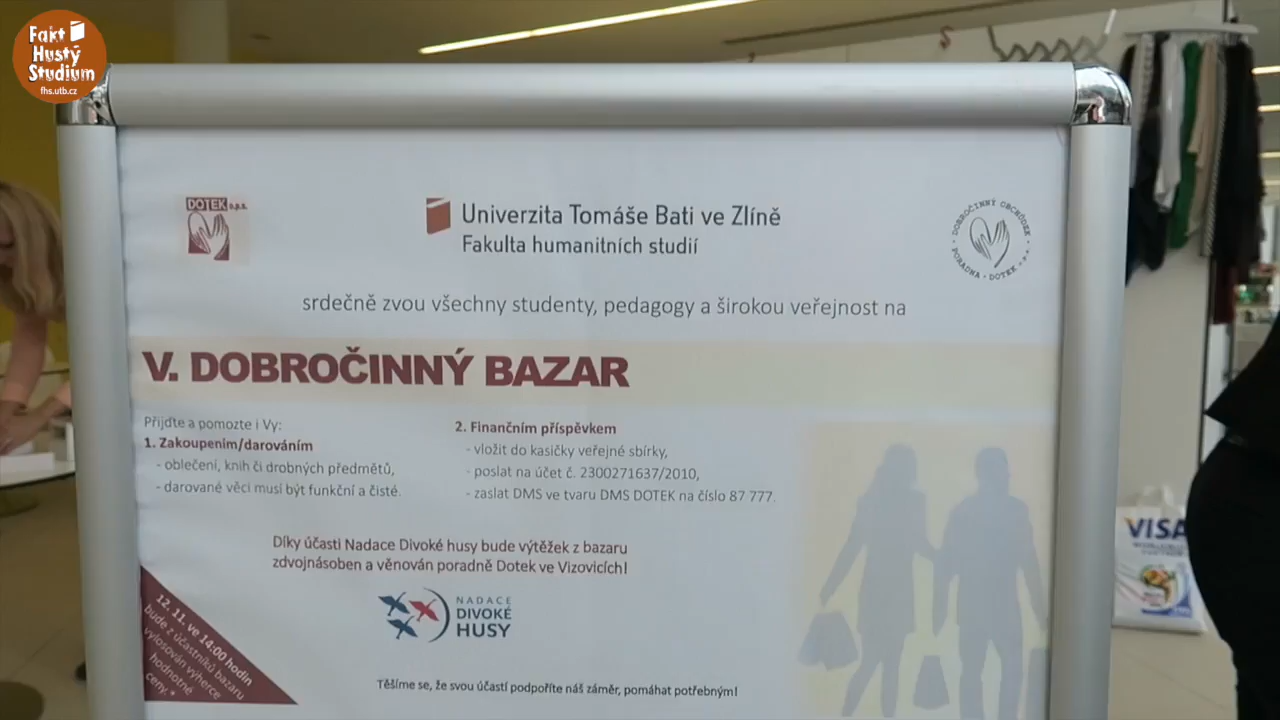 Fakt
Hustý
Studium
fhs.utb.cz
DOTEK o.p.s.
Univerzita Tomáše Bati ve Zlíně
Fakulta humanitních studií
DOBROČINNÝ OBCHŮDEK
PORADNA - DOTEK o.p.s.
srdečně zvou všechny studenty, pedagogy a širokou veřejnost na
V. DOBROČINNÝ BAZAR
Přijďte a pomozte i Vy:
1. Zakoupením/darováním
- oblečení, knih či drobných předmětů,
- darované věci musí být funkční a čisté.
2. Finančním příspěvkem
- vložit do kasičky veřejné sbírky,
- poslat na účet č. 2300271637/2010,
- zaslat DMS ve tvaru DMS DOTEK na číslo 87 777.
Díky účasti Nadace Divoké husy bude výtěžek z bazaru
zdvojnásoben a věnován poradně Dotek ve Vizovicích!
NADACE
DIVOKÉ
HUSY
12. 11. ve 14:00 hodin
bude z účastníků bazaru
vylosován výherce
hodnotné
ceny. *
Těšíme se, že svou účastí podpoříte náš záměr, pomáhat potřebným!
VISA